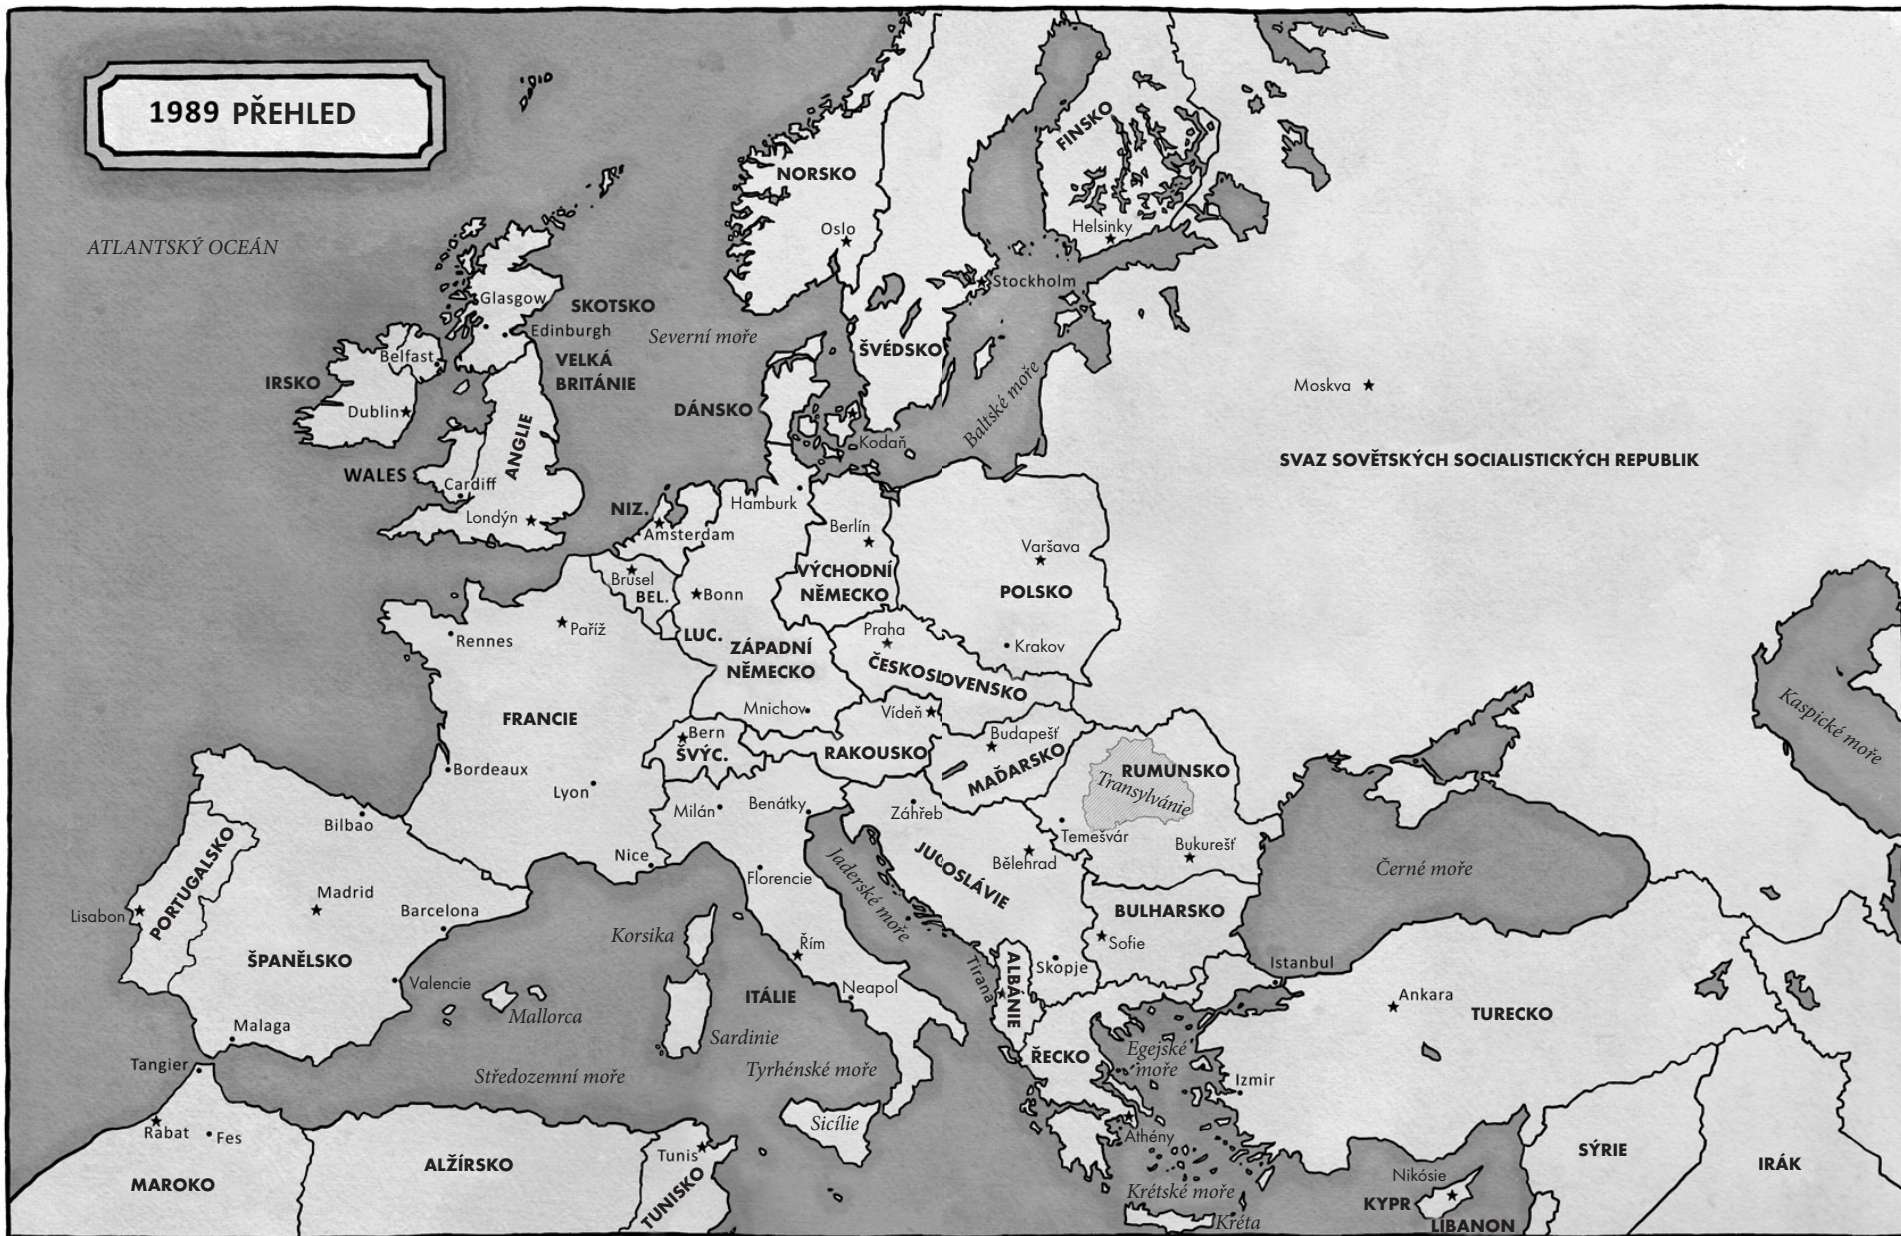 1989 PŘEHLED
ATLANTSKÝ OCEÁN
NORSKO
Oslo
FINSKO
Helsinky
Stockholm
ŠVÉDSKO
Glasgow
SKOTSKO
Edinburgh
Severní moře
Belfast
VELKÁ
BRITÁNIE
IRSKO
Dublin
DÁNSKO
Kodaň
Baltské moře
Moskva
SVAZ SOVĚTSKÝCH SOCIALISTICKÝCH REPUBLIK
ANGLIE
WALES
Cardiff
Londýn
NIZ.
Amsterdam
Hamburk
Berlín
VÝCHODNÍ
NĚMECKO
Varšava
POLSKO
Krakov
Brusel
BEL.
Bonn
LUC.
ZÁPADNÍ
NĚMECKO
Mnichov
Praha
ČESKOSLOVENSKO
Rennes
Paříž
FRANCIE
Bordeaux
Lyon
Nice
Bern
ŠVÝC.
Vídeň
RAKOUSKO
Budapešť
MAĎARSKO
RUMUNSKO
Transylvánie
Temešvár
Bukurešť
Kaspické moře
Černé moře
Milán
Benátky
Záhřeb
Bělehrad
JUGOSLÁVIE
Jaderské moře
Florencie
Řím
Neapol
ITÁLIE
Bilbao
PORTUGALSKO
Lisabon
Madrid
Barcelona
ŠPANĚLSKO
Valencie
Malaga
Mallorca
Korsika
Sardinie
Tyrhénské moře
Středozemní moře
Sicílie
BULHARSKO
Sofie
Skopje
Tirana
ALBÁNIE
ŘECKO
Egejské
moře
Athény
Krétské moře
Kréta
Istanbul
Ankara
TURECKO
Izmir
Nikósie
KYPR
LIBANON
SÝRIE
IRÁK
Tangier
Rabat
Fes
MAROKO
ALŽÍRSKO
Tunis
TUNISKO